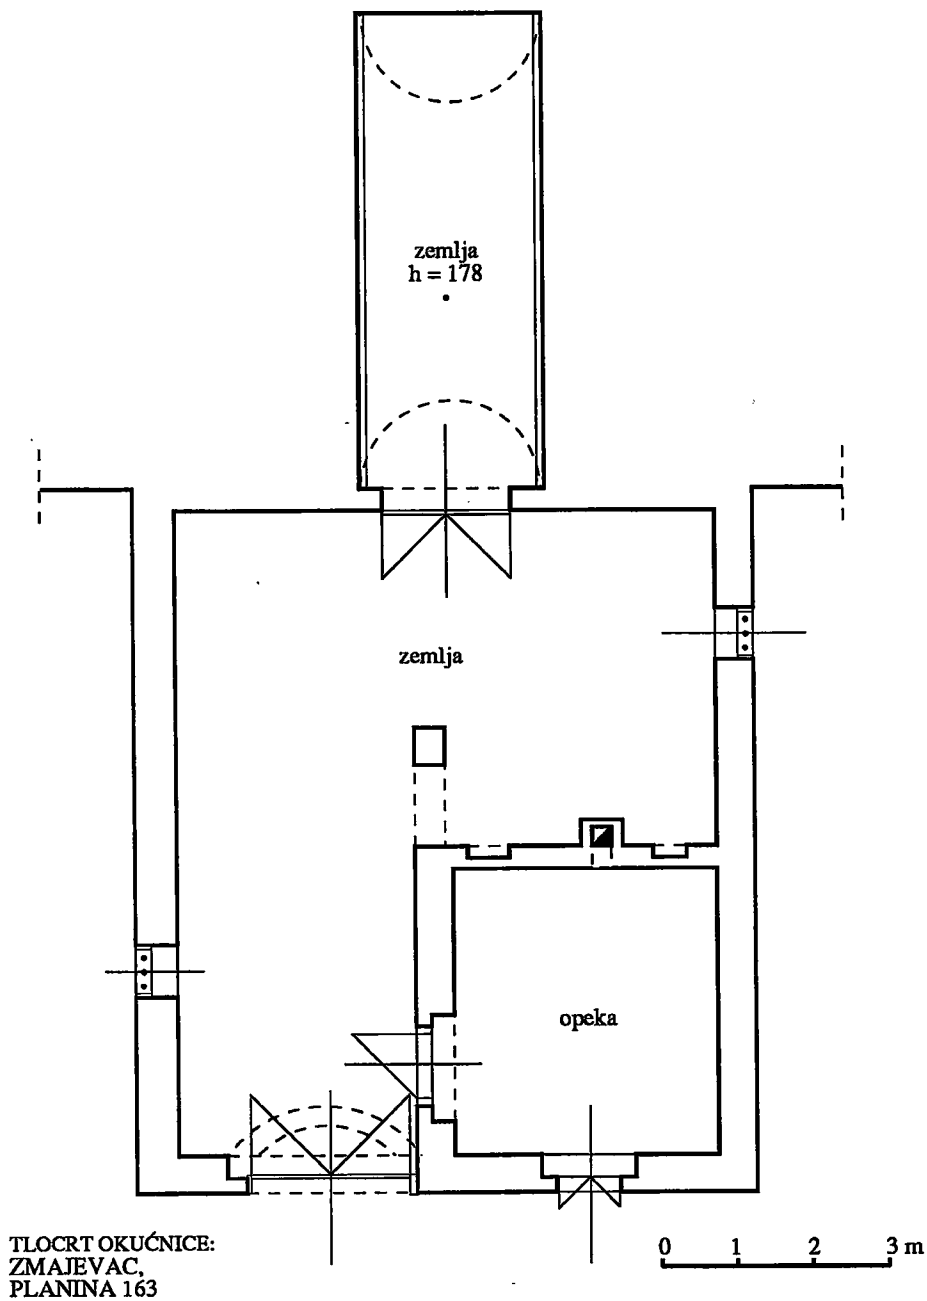 zemlja
h = 178
zemlja
opeka
TLOCRT OKUĆNICE:
ZMAJEVAC,
PLANINA 163
0 1 2 3 m